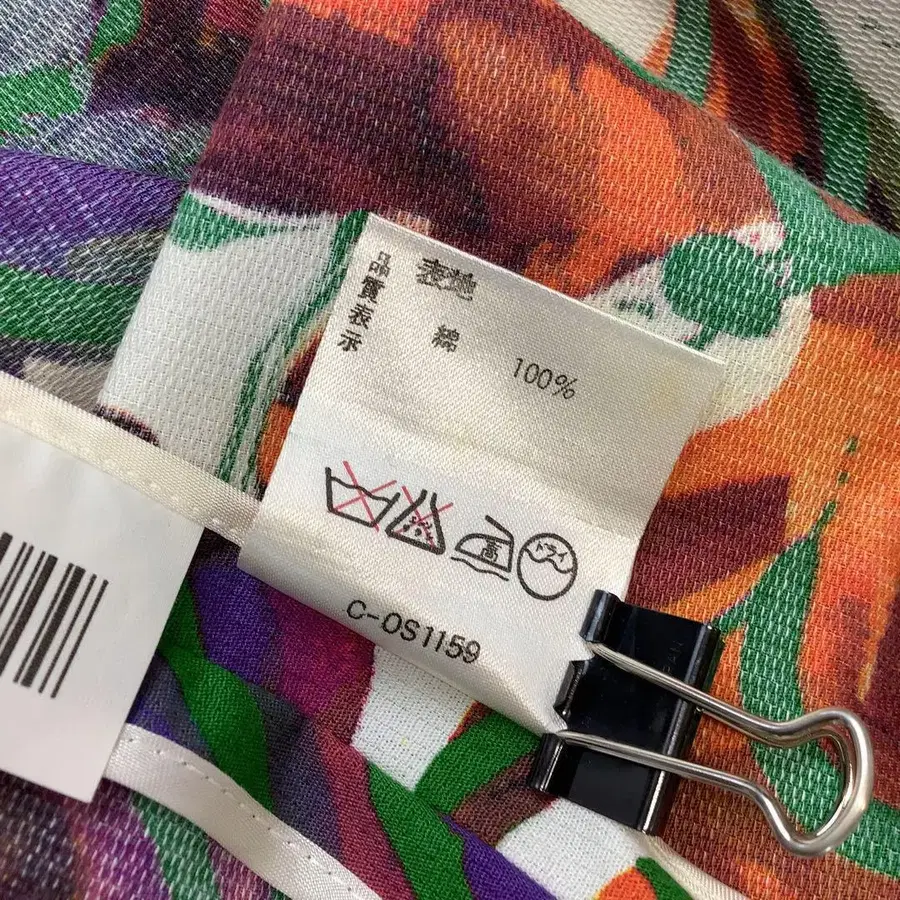 品質表示
表地
綿 100%
高
ドライ
C-OS1159